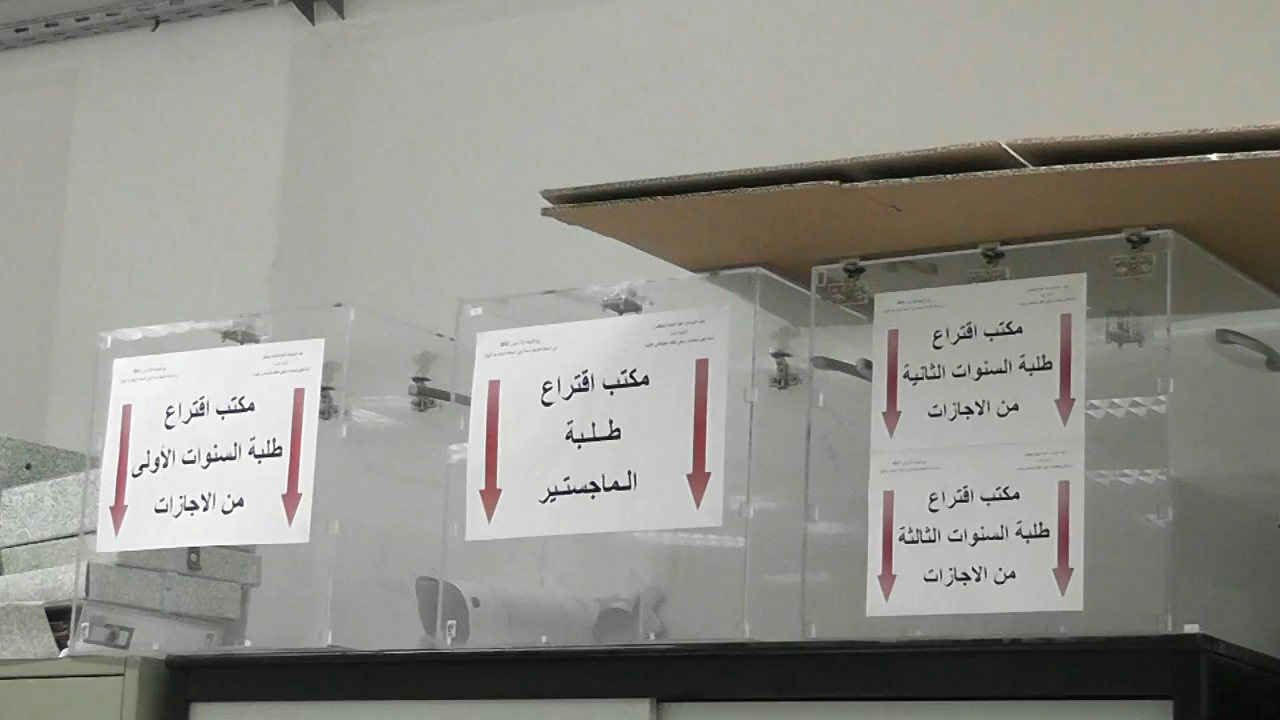 مكتب اقتراع
طلبة السنوات الأولى
من الاجازات
مكتب اقتراع
طلبة
الماجستير
مكتب اقتراع
طلبة السنوات الثانية
من الاجازات
مكتب اقتراع
طلبة السنوات الثالثة
من الاجازات